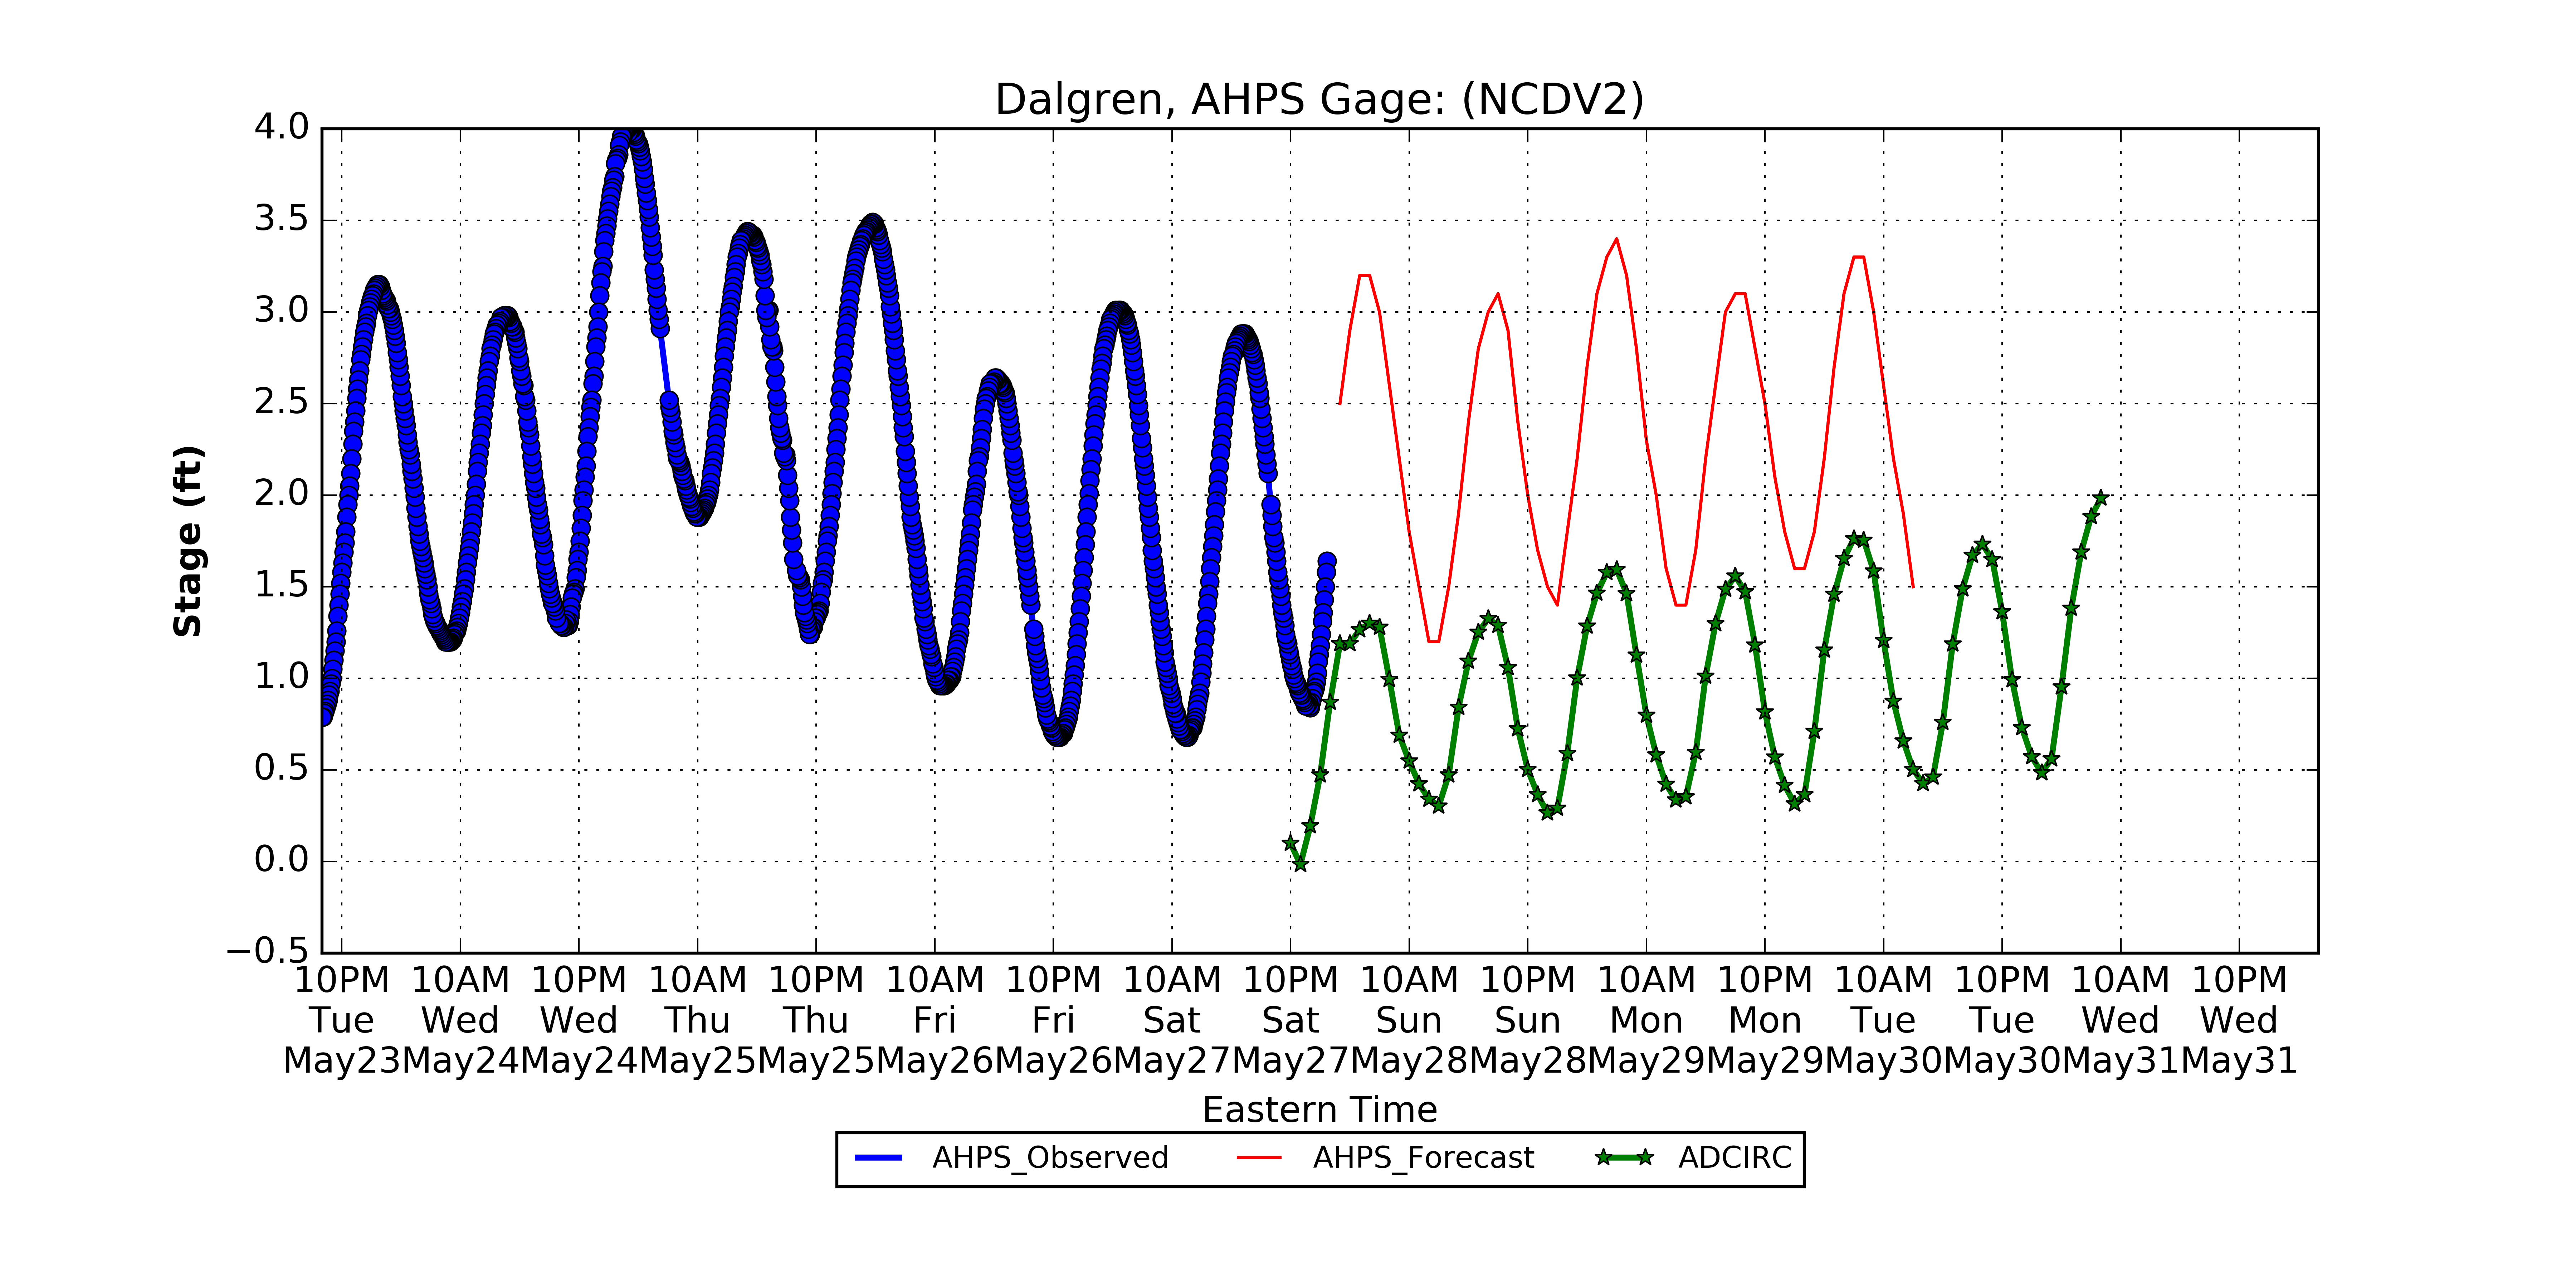 Dalgren, AHPS Gage: (NCDV2)
4.0
3.5
3.0
2.5
2.0
1.5
1.0
0.5
0.0
−0.5
Stage (ft)
10PM 10AM 10PM 10AM 10PM 10AM 10PM 10AM 10PM 10AM 10PM 10AM 10PM 10AM 10PM 10AM 10PM
Tue Wed Wed Thu Thu Fri Fri Sat Sat Sun Sun Mon Mon Tue Tue Wed Wed
May23 May24 May24 May25 May25 May26 May26 May27 May27 May28 May28 May29 May29 May30 May30 May31 May31
Eastern Time
AHPS_Observed AHPS_Forecast ADCIRC